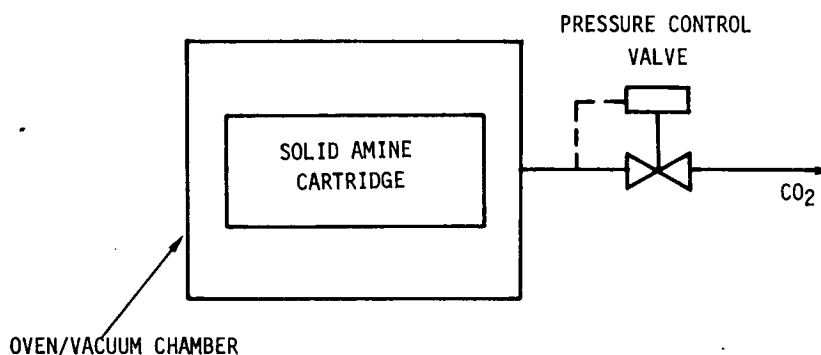 PRESSURE CONTROL
VALVE
SOLID AMINE
CARTRIDGE
CO2
OVEN/VACUUM CHAMBER